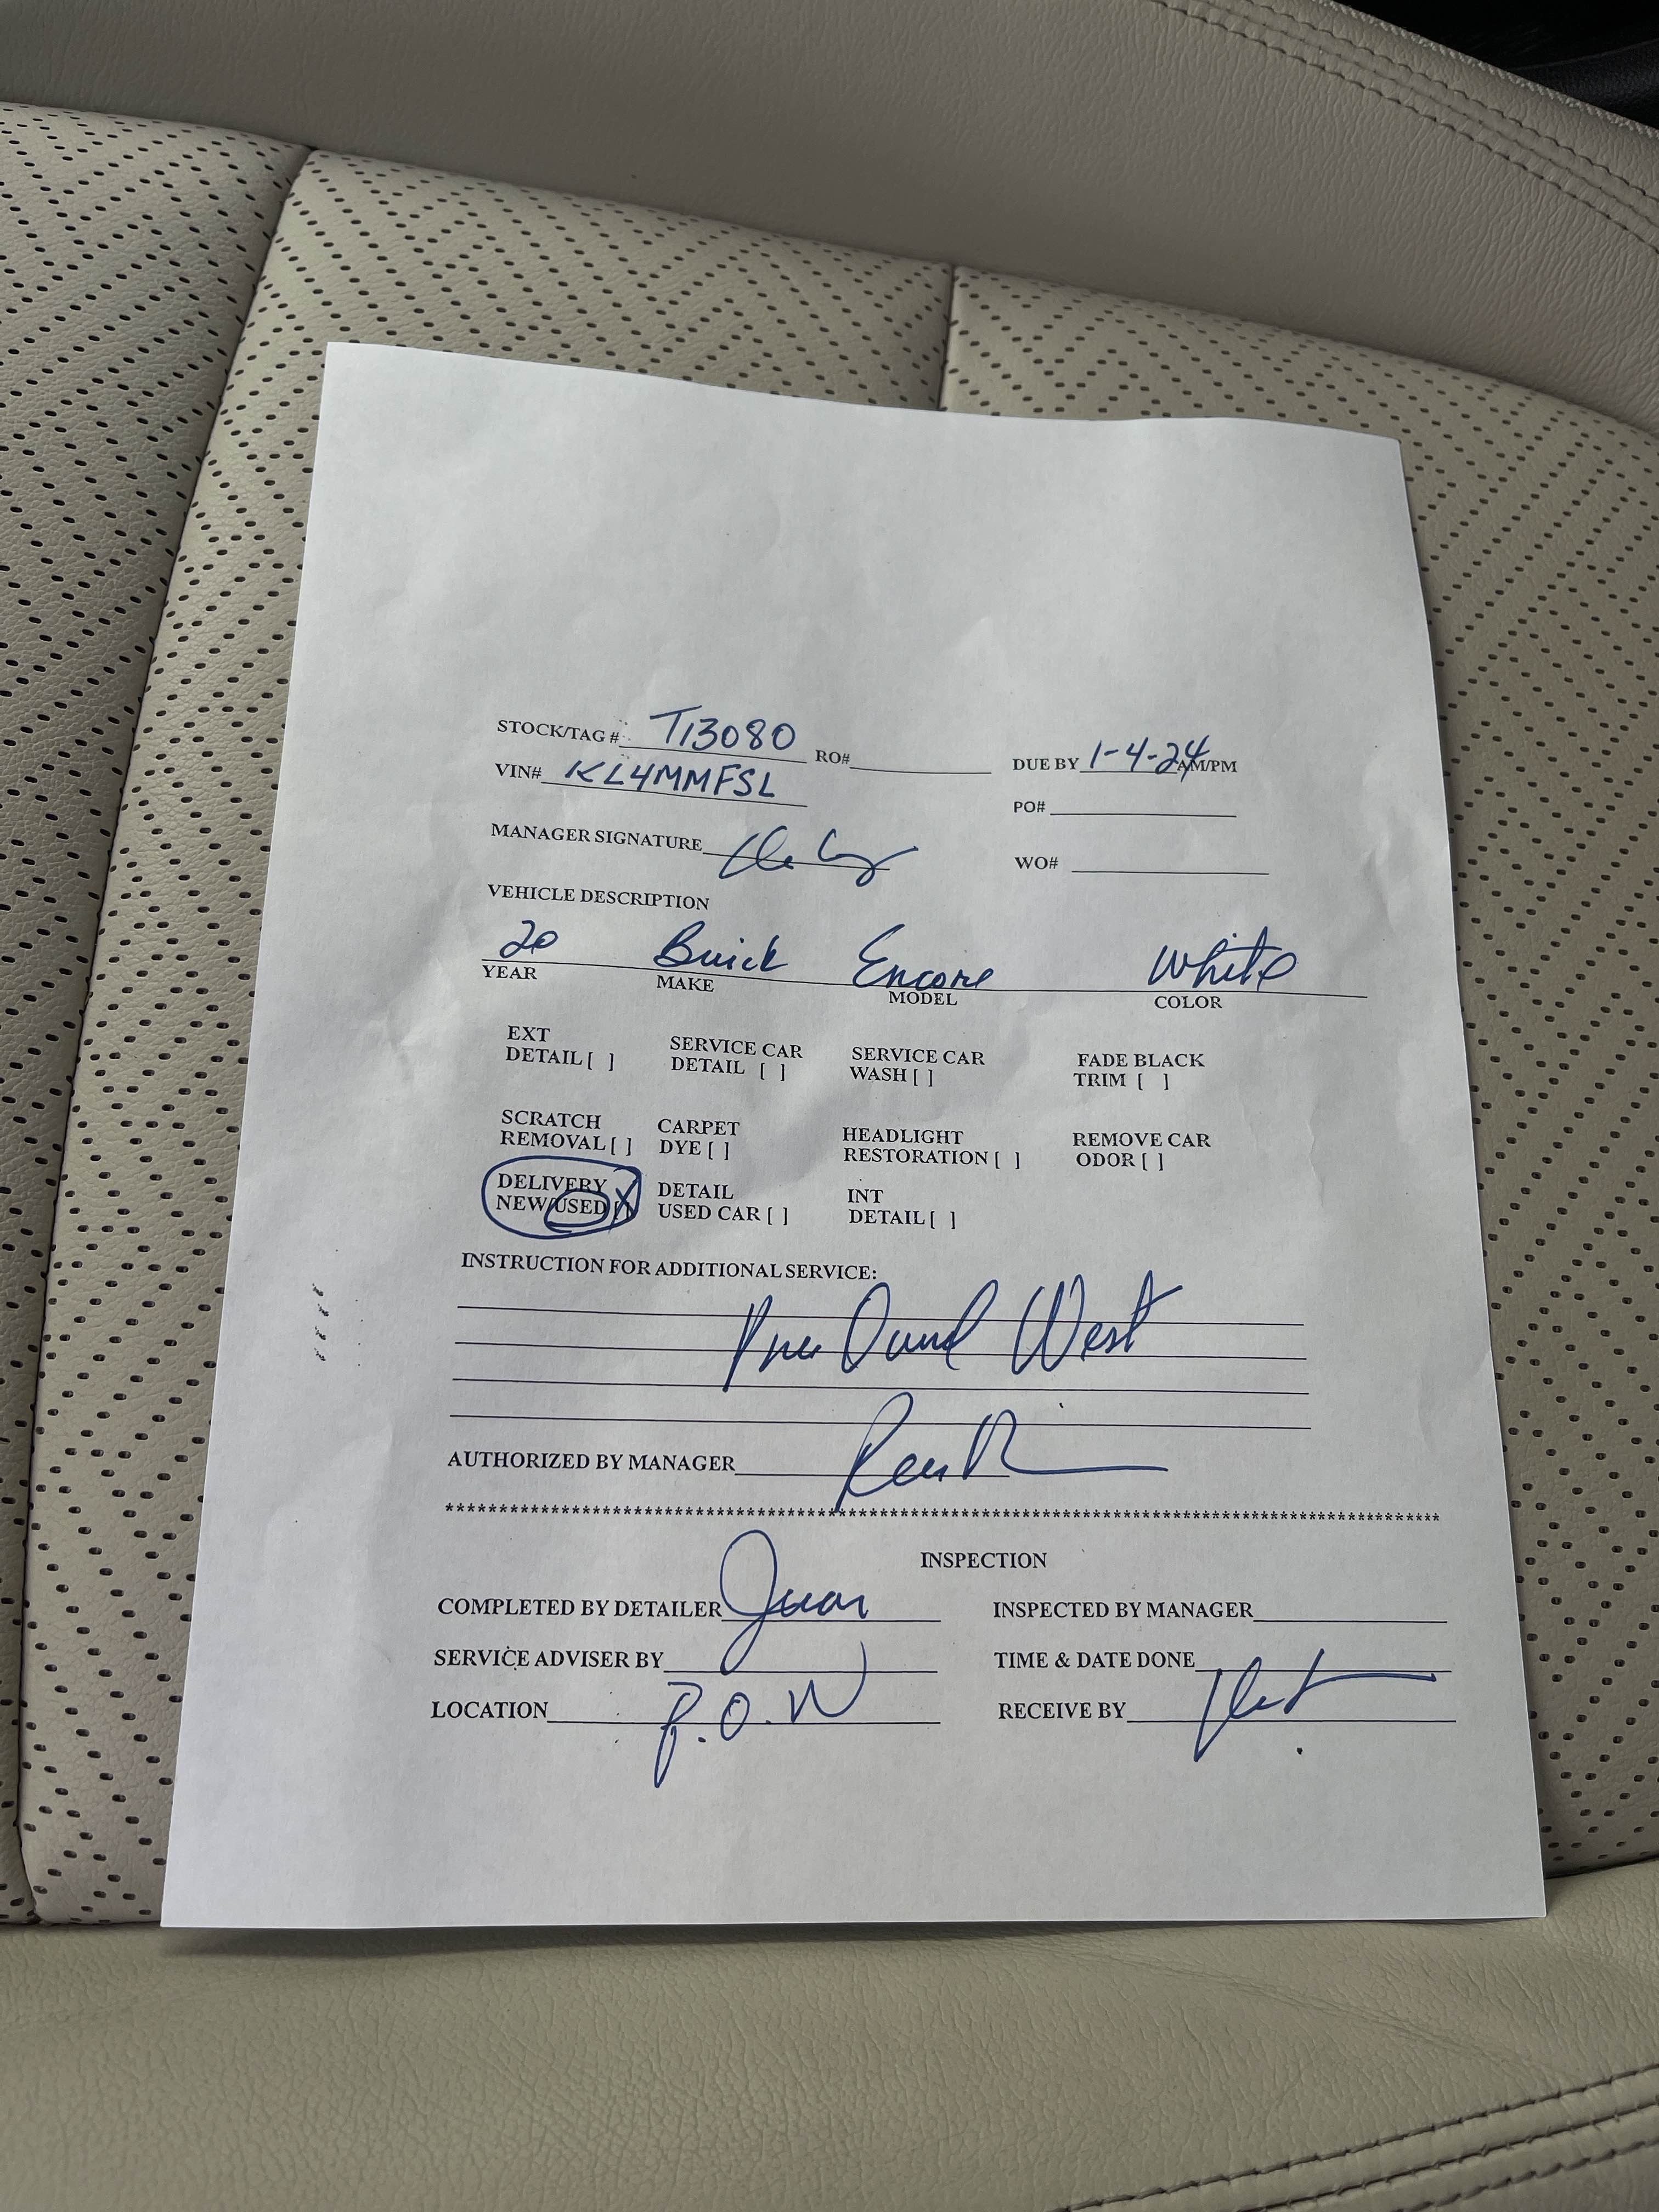 STOCK/TAG # T13080 RO# DUE BY 1-4-24 AM/PM
VIN# KL4MMFSL PO#
MANAGER SIGNATURE WO#
VEHICLE DESCRIPTION
20 Buick Encore White
YEAR MAKE MODEL COLOR
EXT SERVICE CAR SERVICE CAR FADE BLACK
DETAIL [ ] DETAIL [ ] WASH [ ] TRIM [ ]
SCRATCH CARPET HEADLIGHT REMOVE CAR
REMOVAL [ ] DYE [ ] RESTORATION [ ] ODOR [ ]
DELIVERY DETAIL INT
NEW/USED [X] USED CAR [ ] DETAIL [ ]
INSTRUCTION FOR ADDITIONAL SERVICE:
West
AUTHORIZED BY MANAGER
****************************************************************************************************
INSPECTION
COMPLETED BY DETAILER Juan INSPECTED BY MANAGER
SERVICE ADVISER BY TIME & DATE DONE
LOCATION P.O.W RECEIVE BY